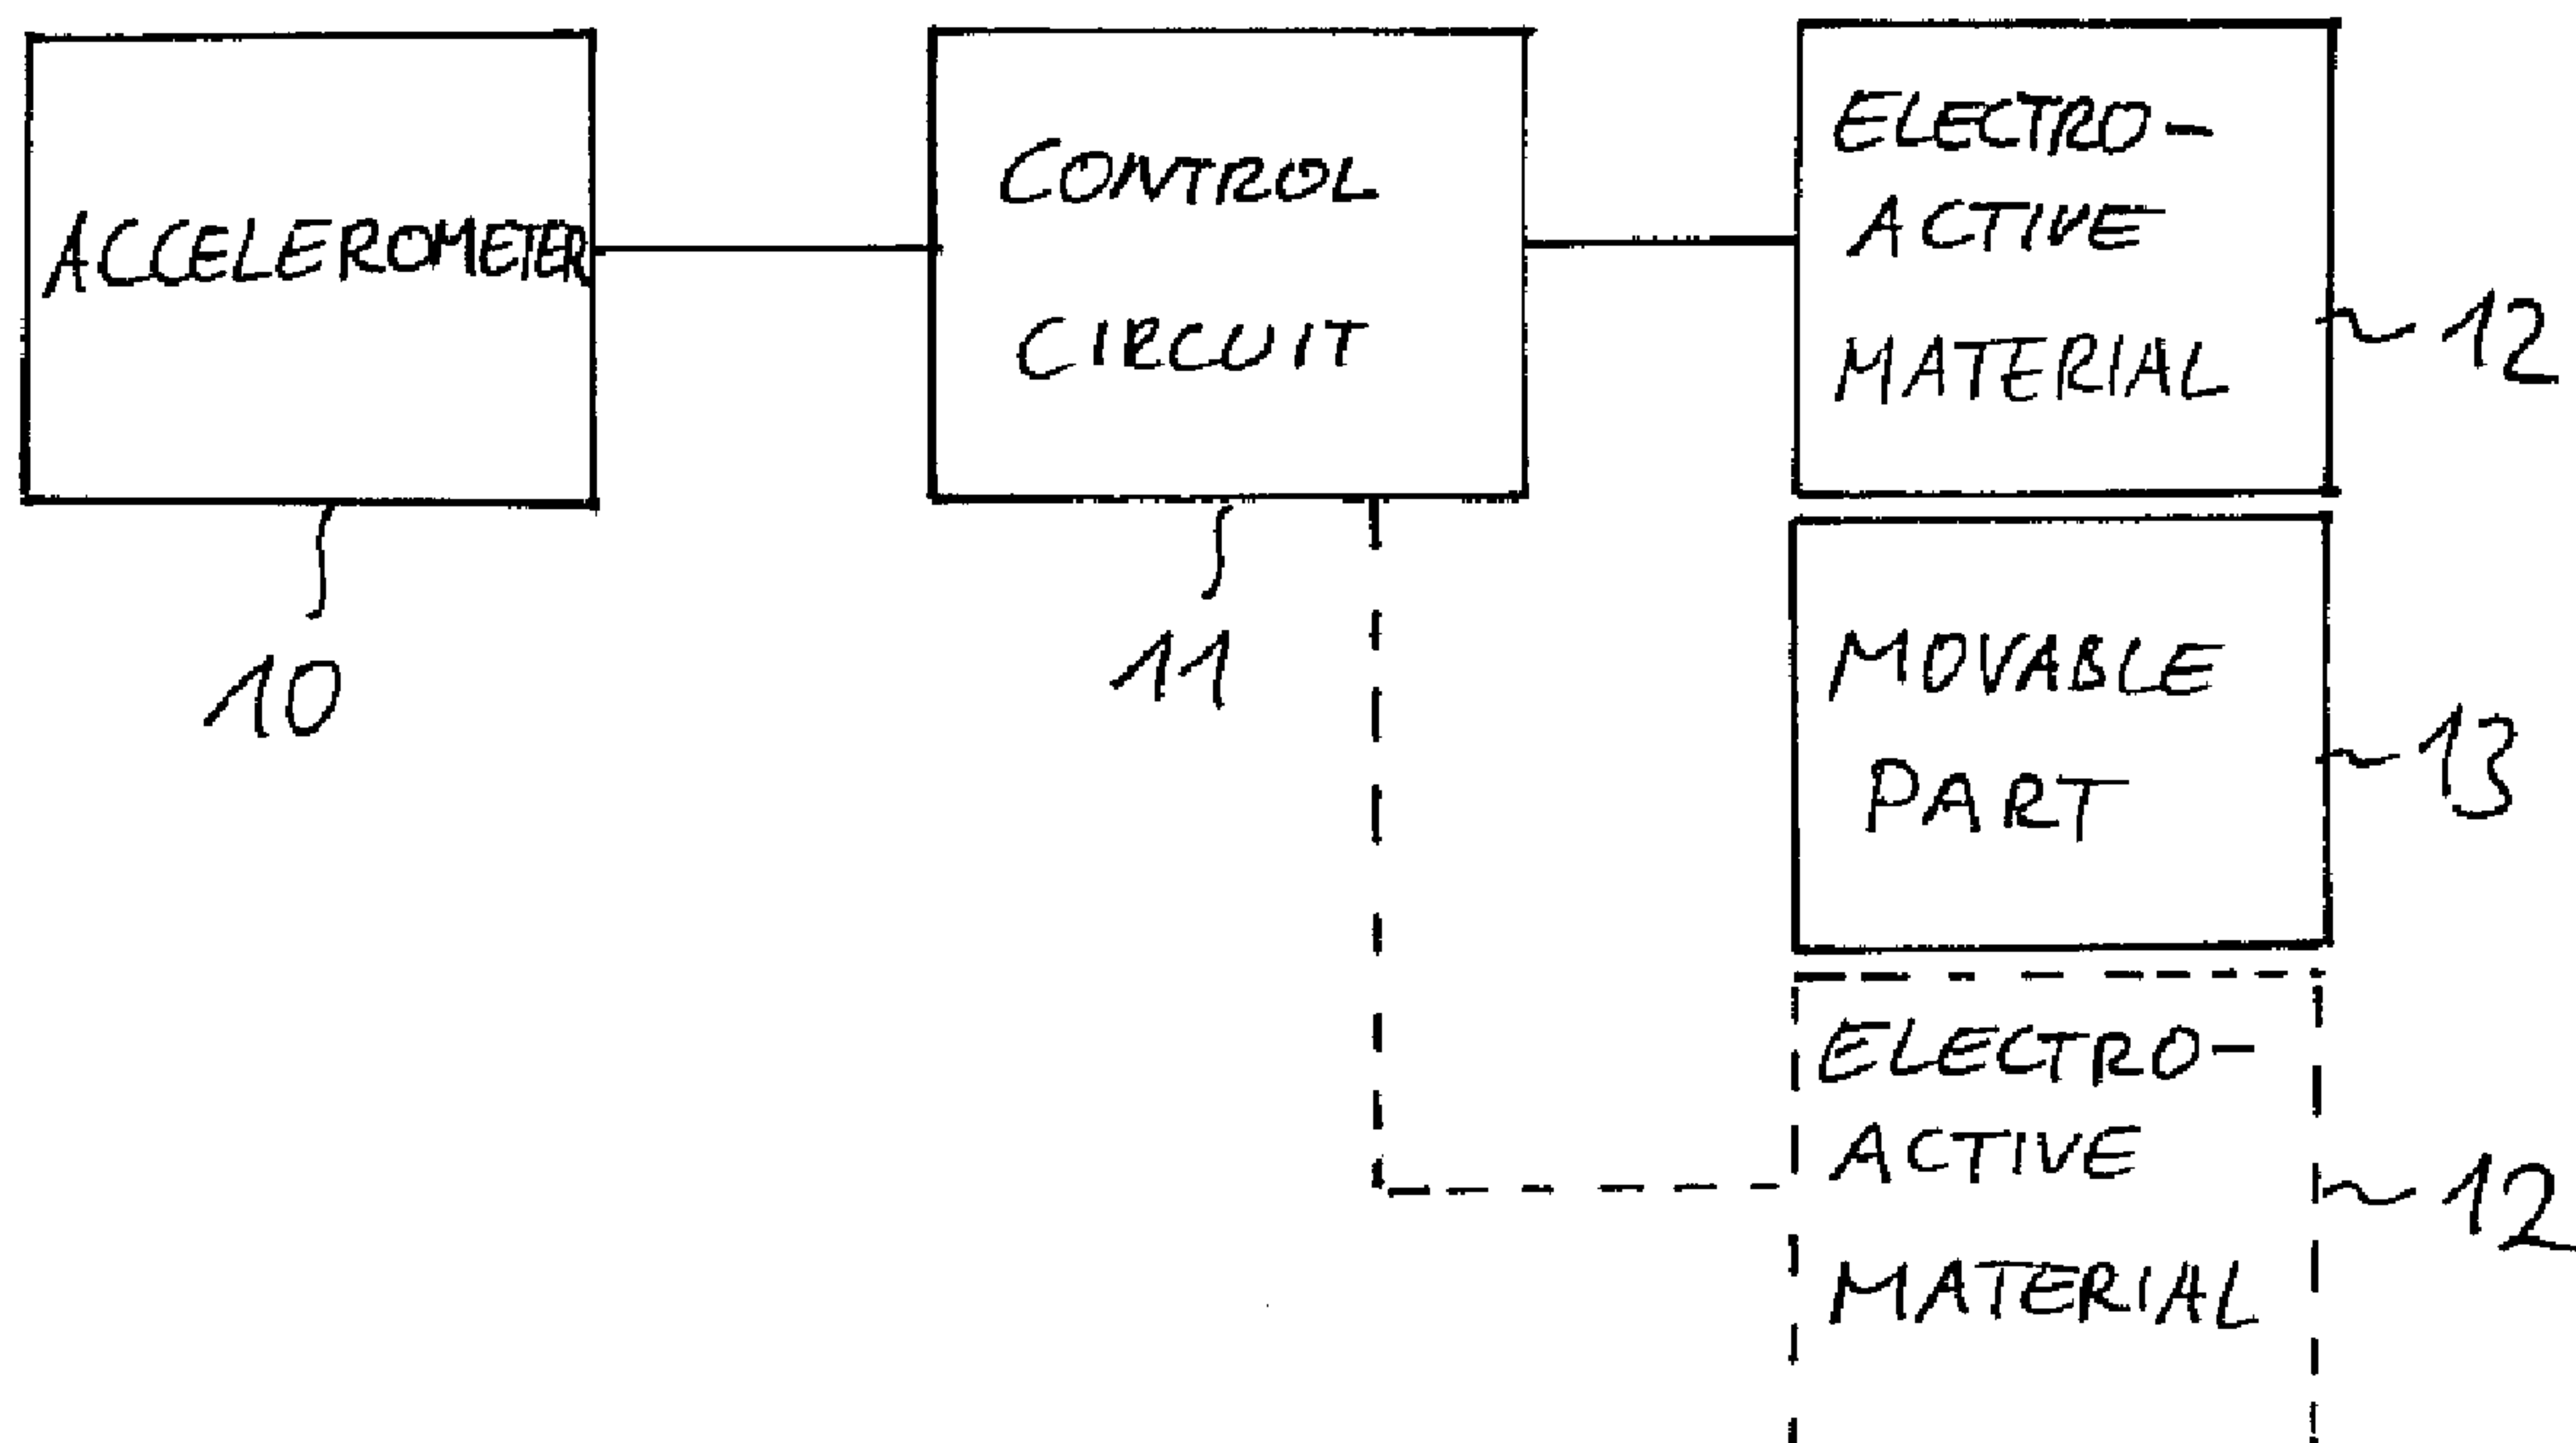 ACCELEROMETER
10
CONTROL
CIRCUIT
11
ELECTRO-
ACTIVE
MATERIAL
12
MOVABLE
PART
13
ELECTRO-
ACTIVE
MATERIAL
12